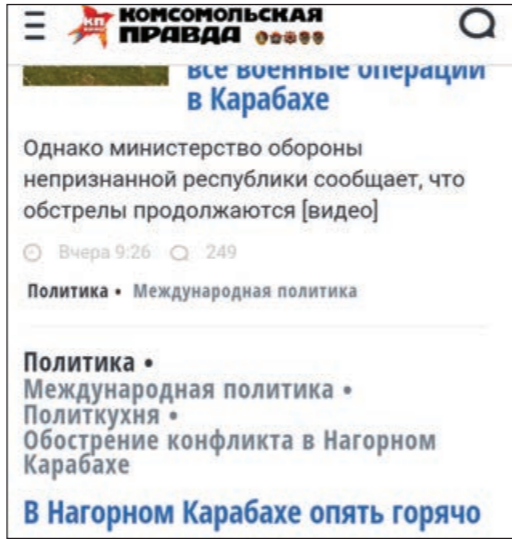 КОМСОМОЛЬСКАЯ
ПРАВДА
все военные операции
в Карабахе
Однако министерство обороны
непризнанной республики сообщает, что
обстрелы продолжаются [видео]
Вчера 9:26 249
Политика • Международная политика
Политика •
Международная политика •
Политкухня •
Обострение конфликта в Нагорном
Карабахе
В Нагорном Карабахе опять горячо